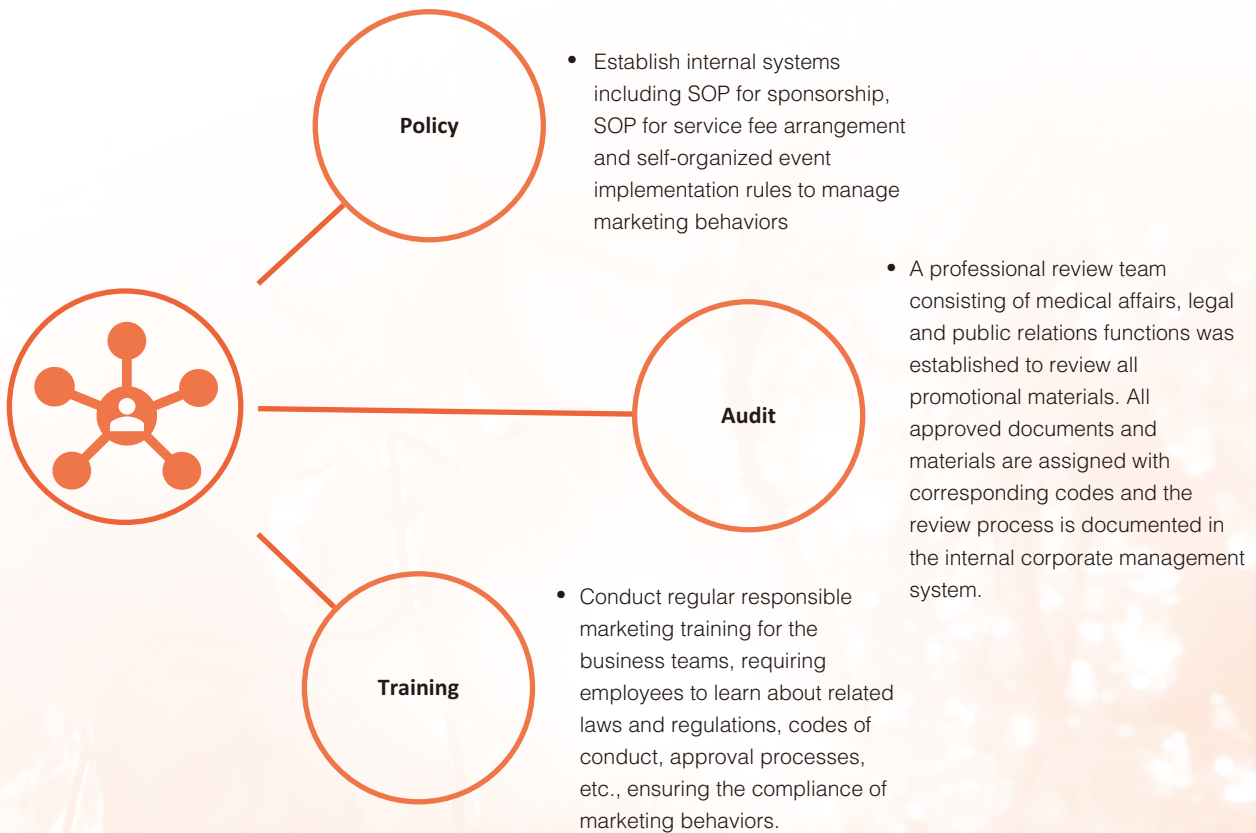 Policy
• Establish internal systems
including SOP for sponsorship,
SOP for service fee arrangement
and self-organized event
implementation rules to manage
marketing behaviors
Audit
• A professional review team
consisting of medical affairs, legal
and public relations functions was
established to review all
promotional materials. All
approved documents and
materials are assigned with
corresponding codes and the
review process is documented in
the internal corporate management
system.
Training
• Conduct regular responsible
marketing training for the
business teams, requiring
employees to learn about related
laws and regulations, codes of
conduct, approval processes,
etc., ensuring the compliance of
marketing behaviors.